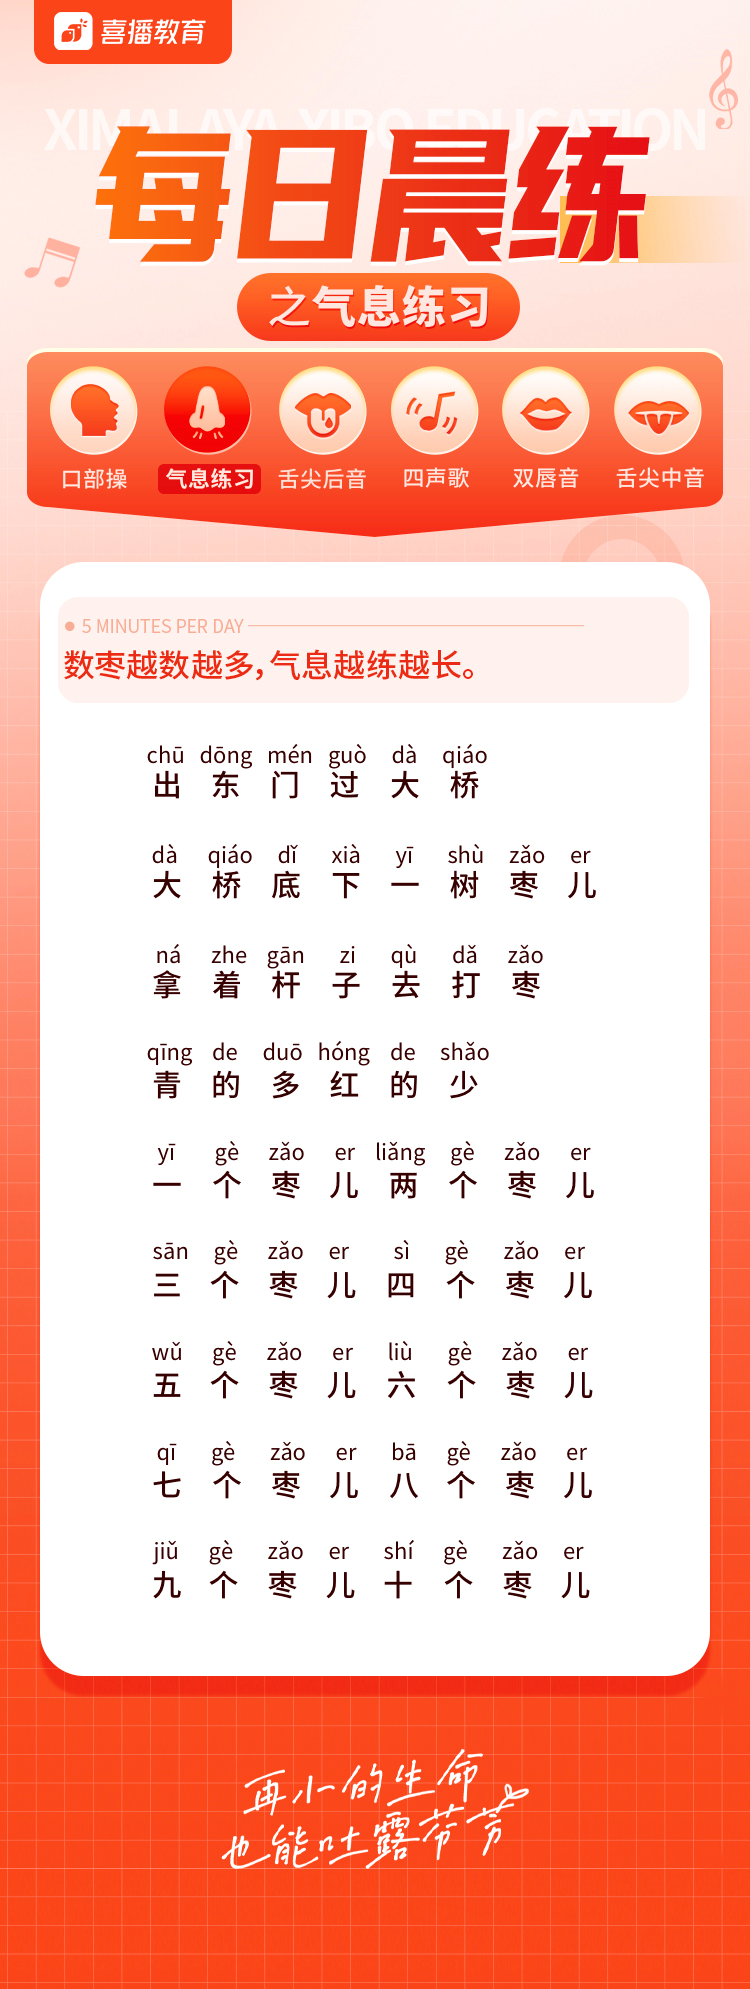 喜播教育
XIMALAYA XIBO EDUCATION
每日晨练
之气息练习
口部操 气息练习 舌尖后音 四声歌 双唇音 舌尖中音
5 MINUTES PER DAY
数枣越数越多，气息越练越长。
chū dōng mén guò dà qiáo
出 东 门 过 大 桥
dà qiáo dǐ xià yī shù zǎo er
大 桥 底 下 一 树 枣 儿
ná zhe gān zi qù dǎ zǎo
拿 着 杆 子 去 打 枣
qīng de duō hóng de shǎo
青 的 多 红 的 少
yī gè zǎo er liǎng gè zǎo er
一 个 枣 儿 两 个 枣 儿
sān gè zǎo er sì gè zǎo er
三 个 枣 儿 四 个 枣 儿
wǔ gè zǎo er liù gè zǎo er
五 个 枣 儿 六 个 枣 儿
qī gè zǎo er bā gè zǎo er
七 个 枣 儿 八 个 枣 儿
jiǔ gè zǎo er shí gè zǎo er
九 个 枣 儿 十 个 枣 儿
再小的生命
也能吐露芬芳